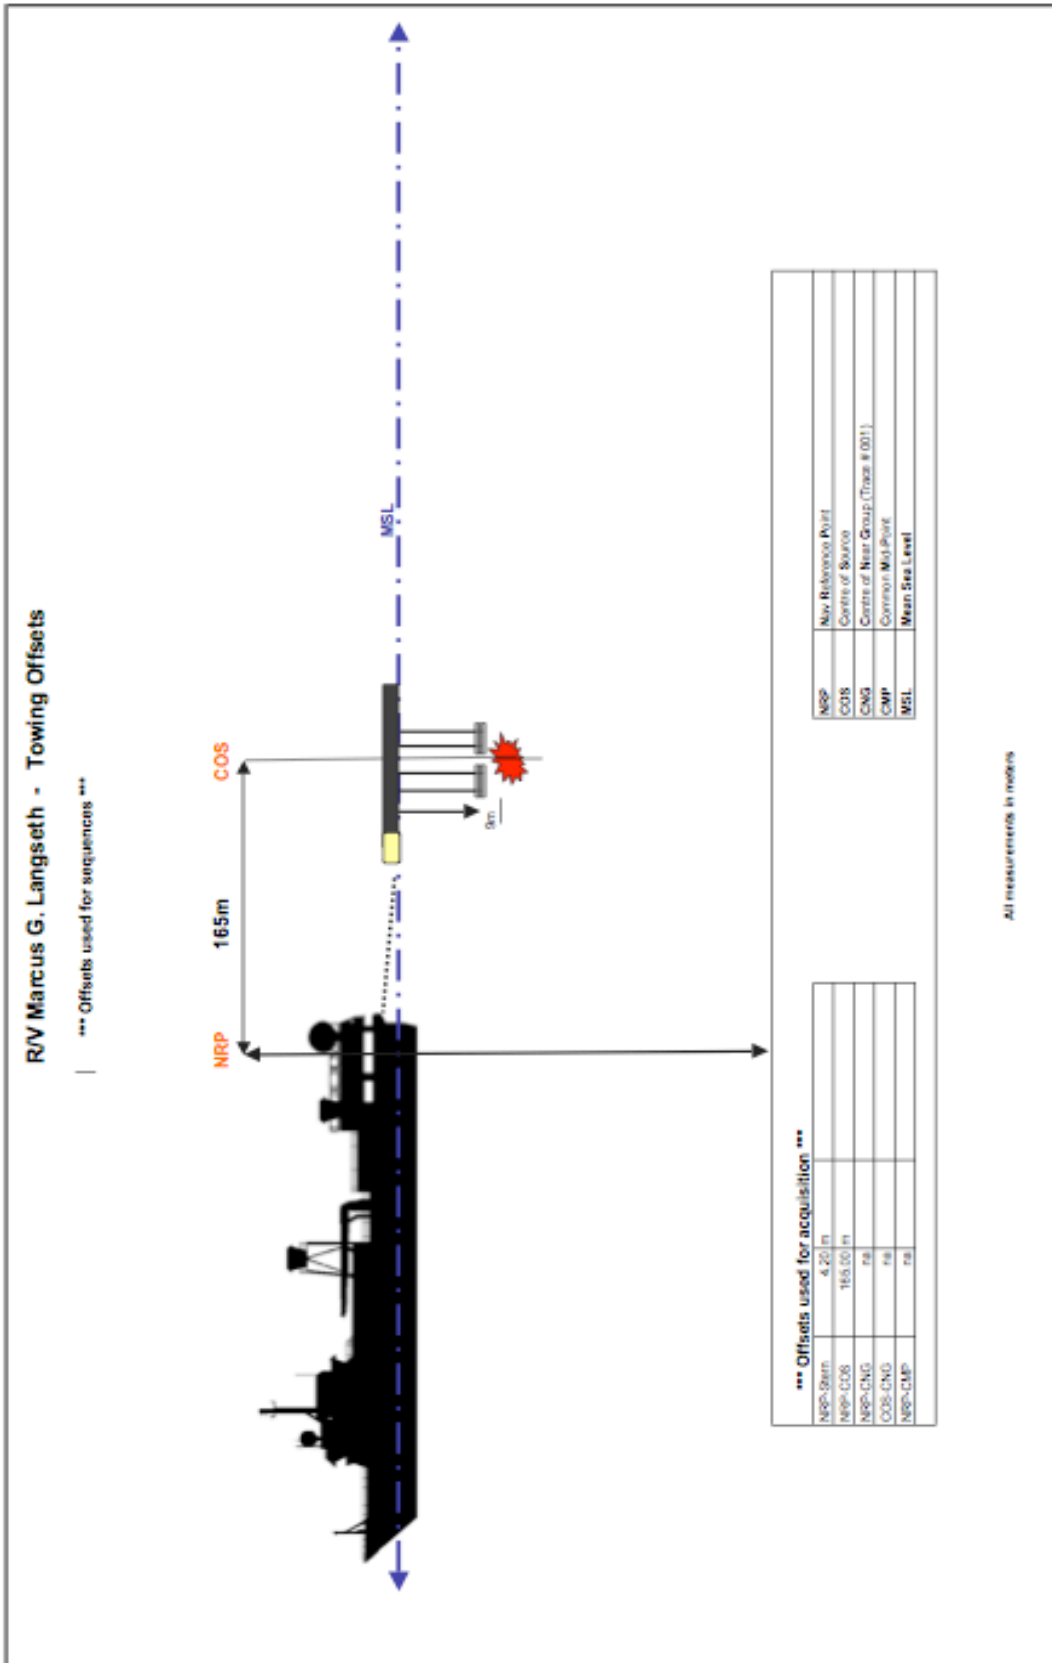 R/V Marcus G. Langseth - Towing Offsets
*** Offsets used for sequences ***
NRP
165m
COS
MSL
9m
*** Offsets used for acquisition ***
NRP-Stern 4.20 m
NRP-COS 165.00 m
NRP-CNG na
COS-CNG na
NRP-CMP na
NRP Nav Reference Point
COS Centre of Source
CNG Centre of Near Group (Trace # 001)
CMP Common Mid-Point
MSL Mean Sea Level
All measurements in meters